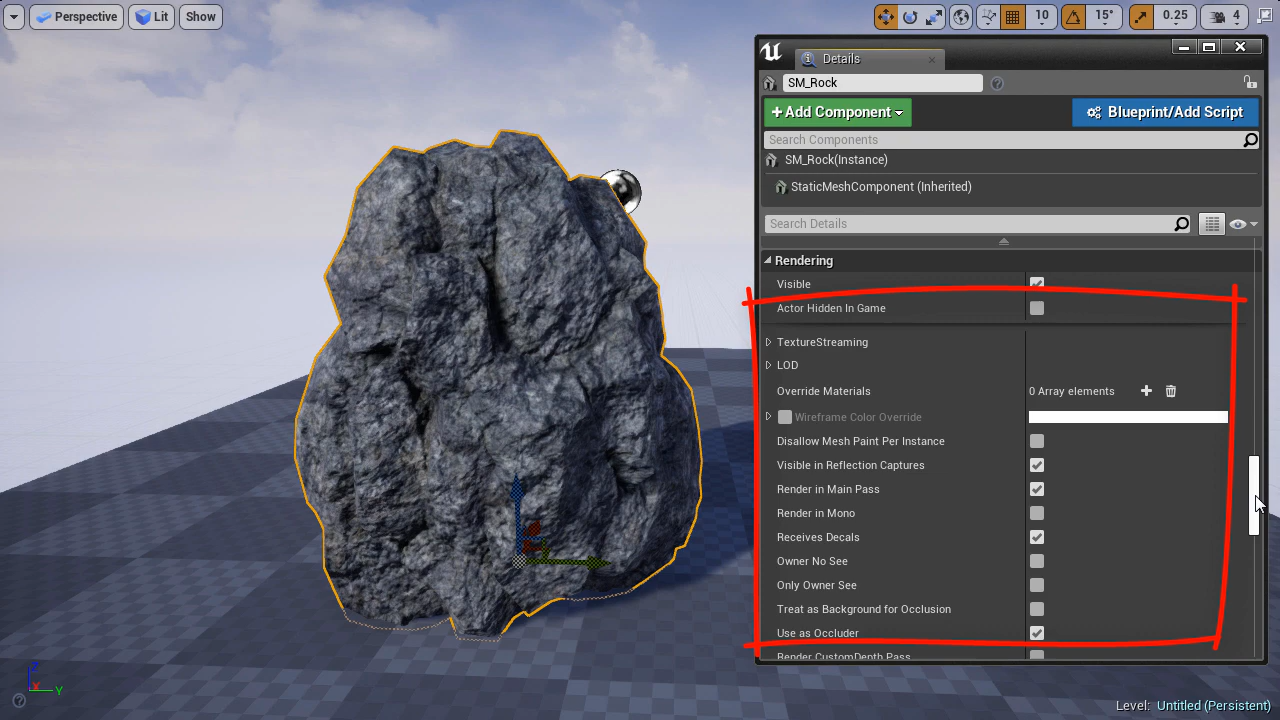 Perspective
Lit
Show
10
15°
0.25
4
Details
SM_Rock
Add Component
Blueprint/Add Script
Search Components
SM_Rock(Instance)
StaticMeshComponent (Inherited)
Search Details
Rendering
Visible
Actor Hidden In Game
TextureStreaming
LOD
Override Materials
0 Array elements
Wireframe Color Override
Disallow Mesh Paint Per Instance
Visible in Reflection Captures
Render in Main Pass
Render in Mono
Receives Decals
Owner No See
Only Owner See
Treat as Background for Occlusion
Use as Occluder
Render CustomDepth Pass
Z
X
Y
Level: Untitled (Persistent)